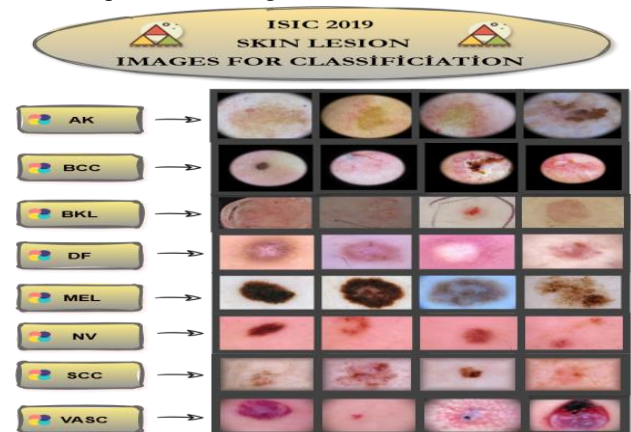 ISIC 2019
SKIN LESION
IMAGES FOR CLASSİFİCİATİON
AK
BCC
BKL
DF
MEL
NV
SCC
VASC